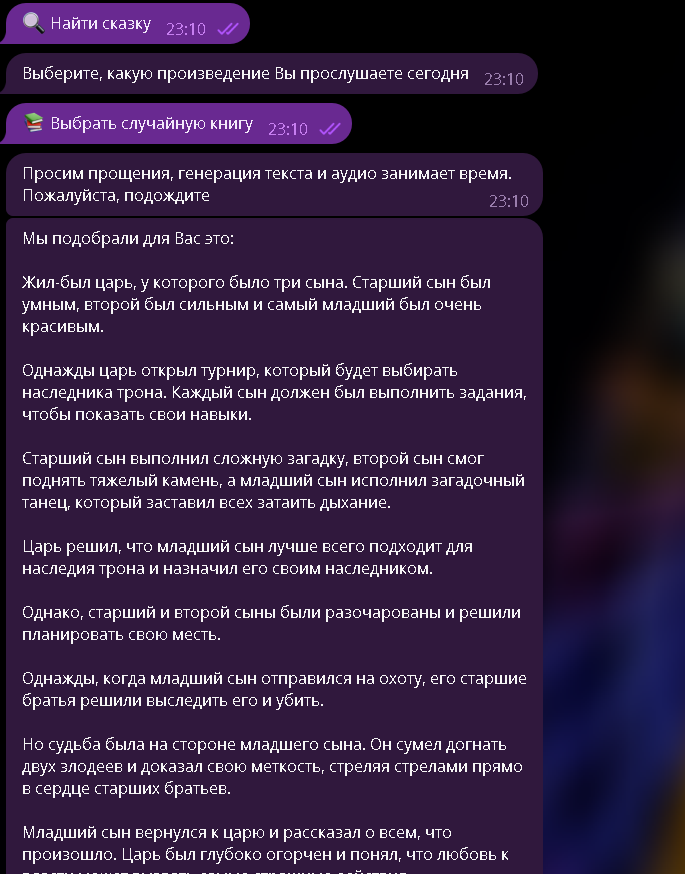 🔍 Найти сказку 23:10
Выберите, какую произведение Вы прослушаете сегодня 23:10
📚 Выбрать случайную книгу 23:10
Просим прощения, генерация текста и аудио занимает время.
Пожалуйста, подождите 23:10
Мы подобрали для Вас это:
Жил-был царь, у которого было три сына. Старший сын был
умным, второй был сильным и самый младший был очень
красивым.
Однажды царь открыл турнир, который будет выбирать
наследника трона. Каждый сын должен был выполнить задания,
чтобы показать свои навыки.
Старший сын выполнил сложную загадку, второй сын смог
поднять тяжелый камень, а младший сын исполнил загадочный
танец, который заставил всех затаить дыхание.
Царь решил, что младший сын лучше всего подходит для
наследия трона и назначил его своим наследником.
Однако, старший и второй сыны были разочарованы и решили
планировать свою месть.
Однажды, когда младший сын отправился на охоту, его старшие
братья решили выследить его и убить.
Но судьба была на стороне младшего сына. Он сумел догнать
двух злодеев и доказал свою меткость, стреляя стрелами прямо
в сердце старших братьев.
Младший сын вернулся к царю и рассказал о всем, что
произошло. Царь был глубоко огорчен и понял, что любовь к